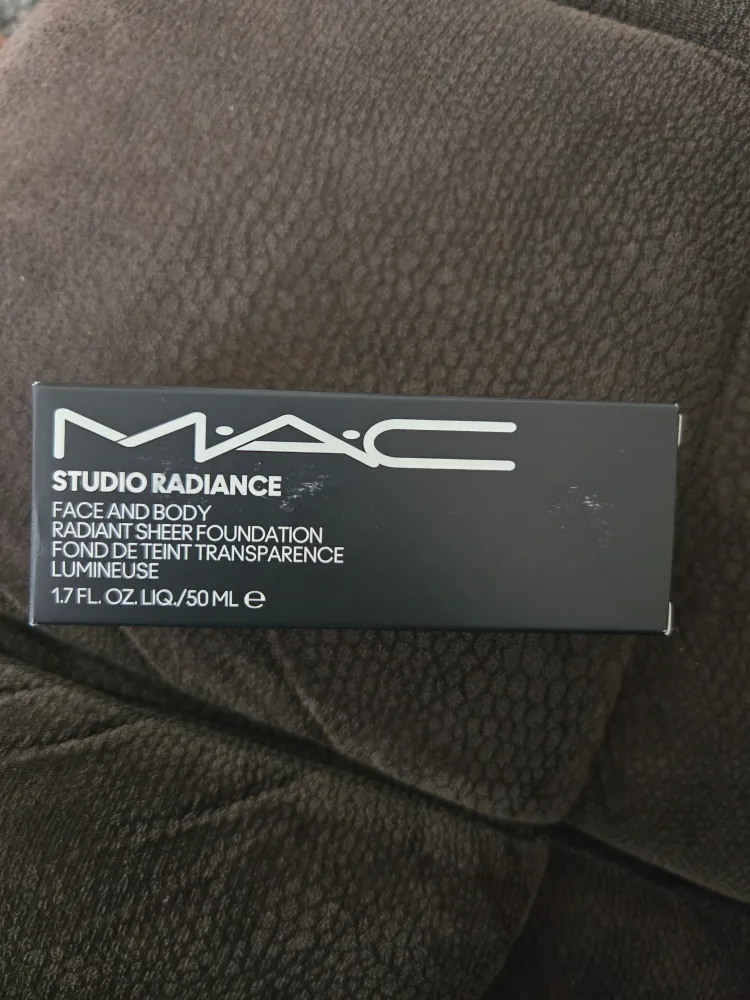 M·A·C
STUDIO RADIANCE
FACE AND BODY
RADIANT SHEER FOUNDATION
FOND DE TEINT TRANSPARENCE
LUMINEUSE
1.7 FL. OZ. LIQ./50 ML ℮